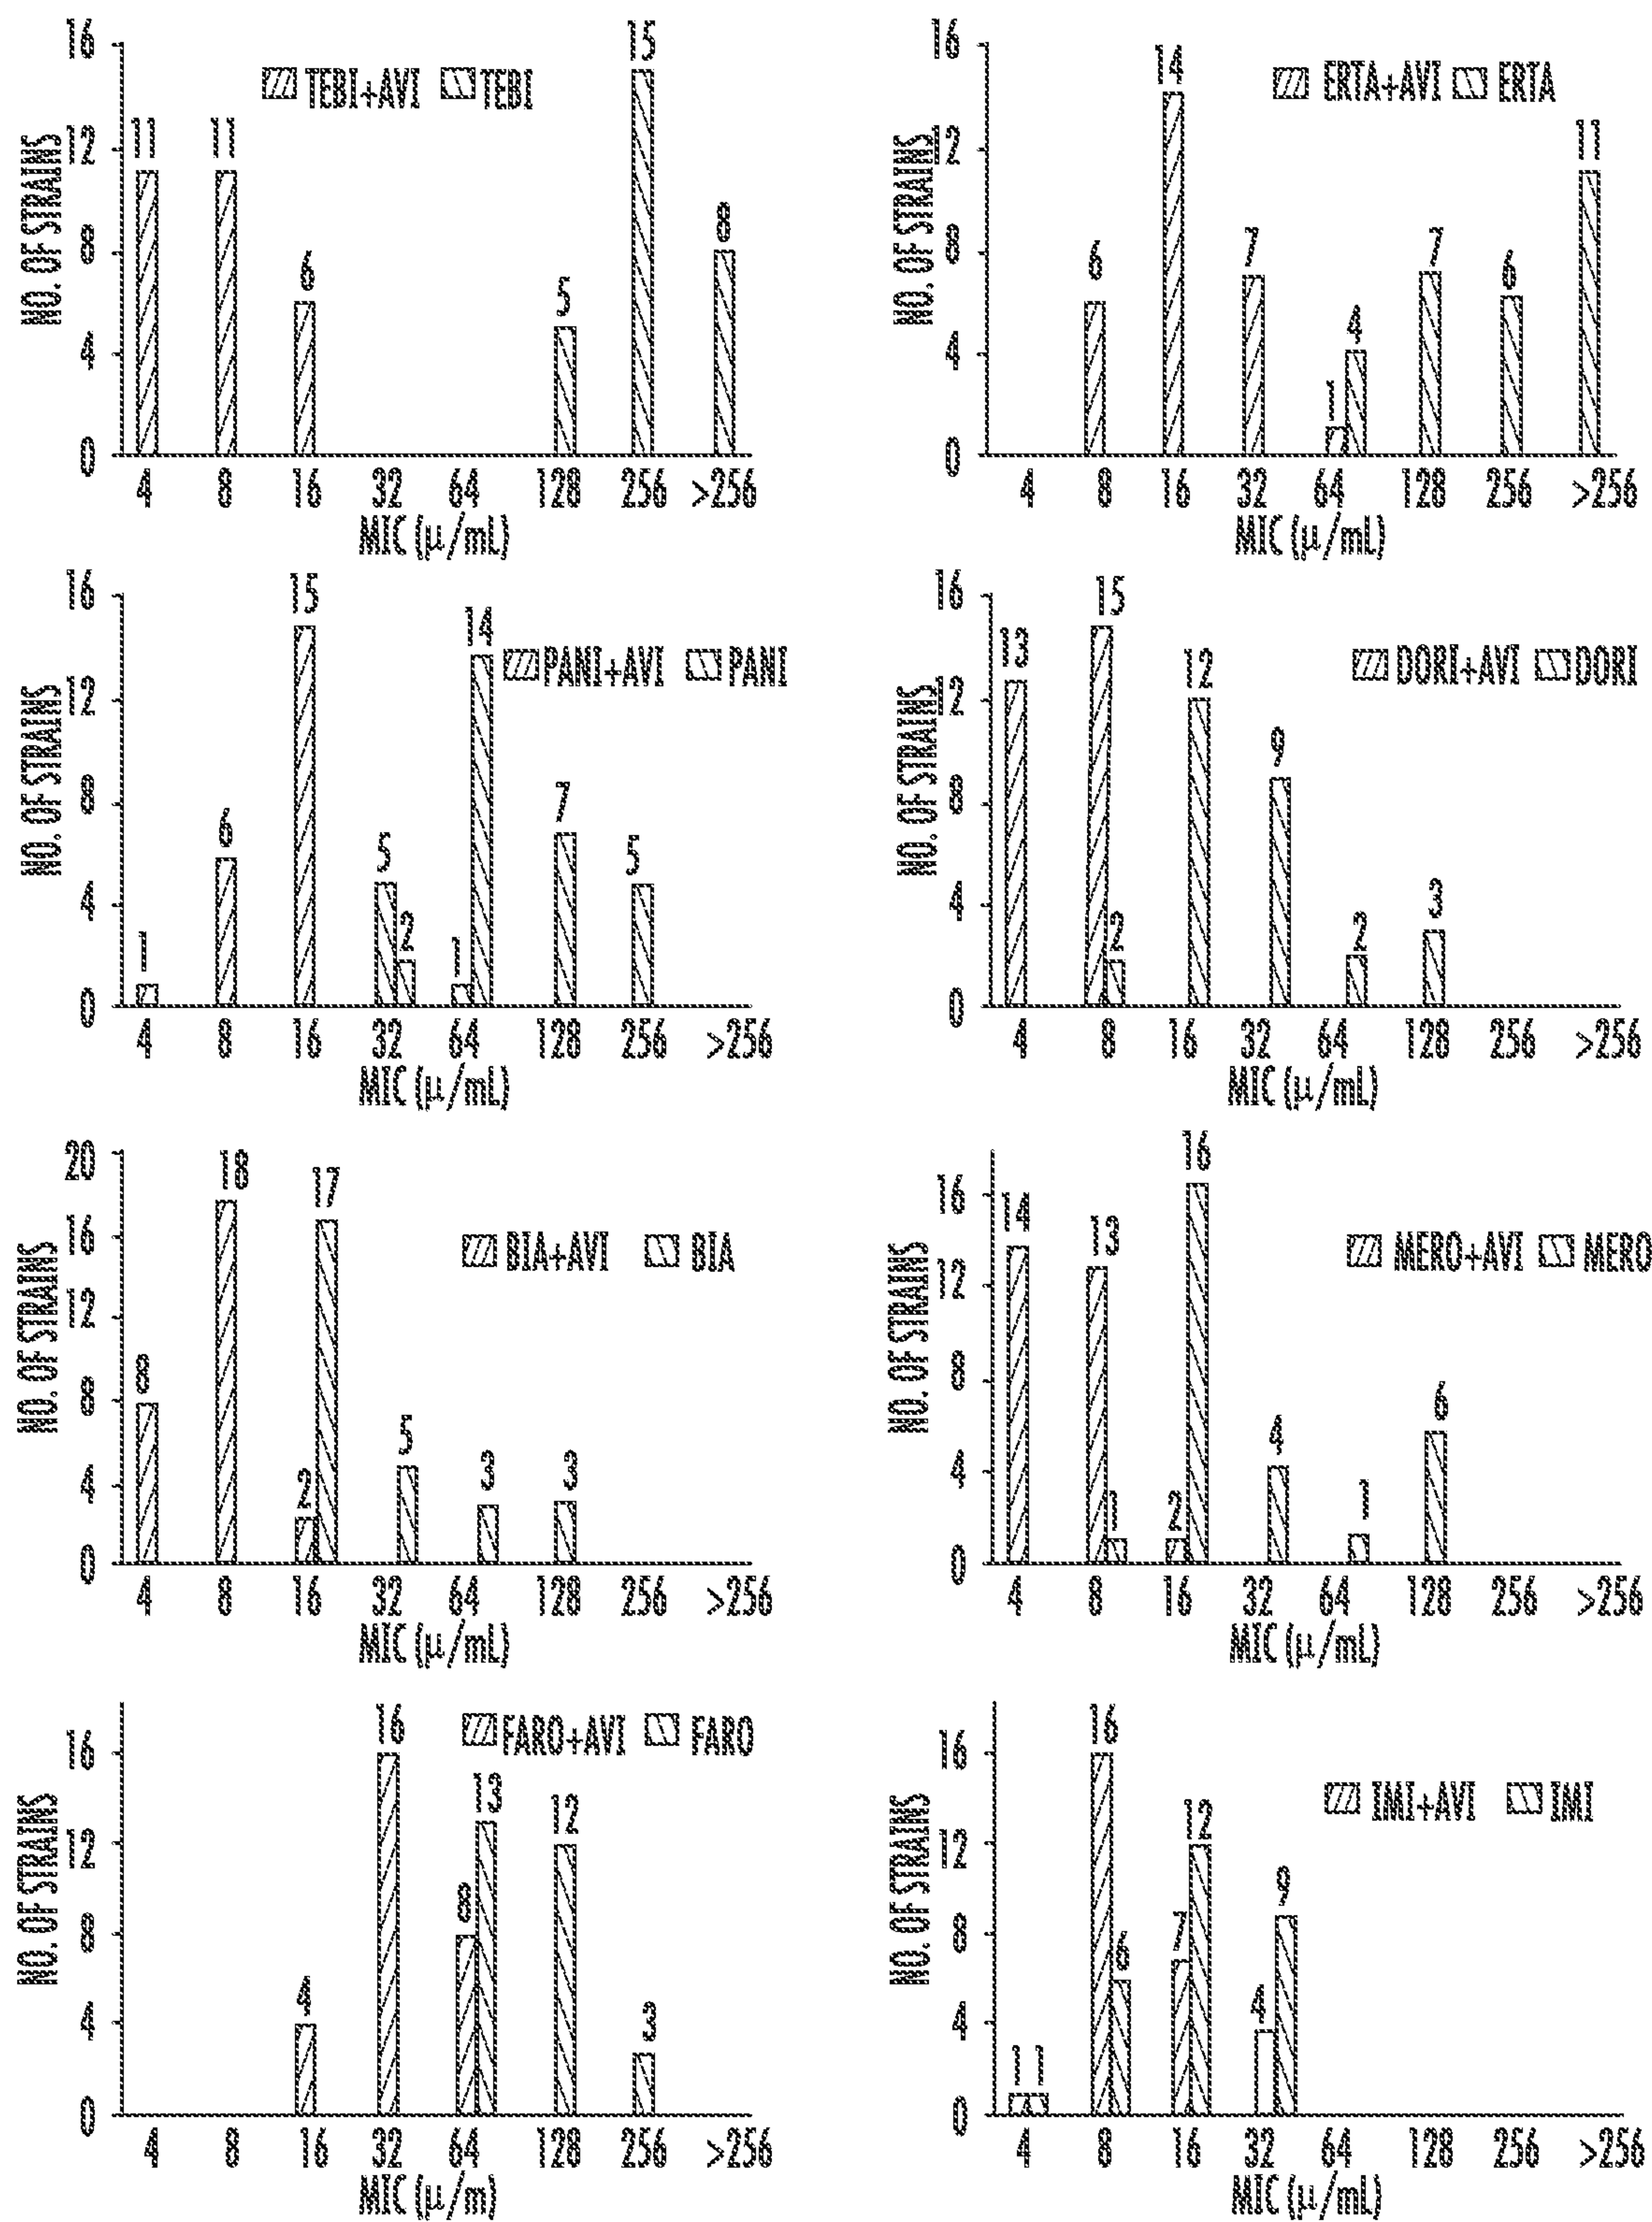 TEBI+AVI TEBI
NO. OF STRAINS
16
12
8
4
0
11 11 6 5 15 8
4 8 16 32 64 128 256 >256
MIC (µ/mL)
ERTA+AVI ERTA
NO. OF STRAINS
16
12
8
4
0
6 14 7 1 4 7 6 11
4 8 16 32 64 128 256 >256
MIC (µ/mL)
PANI+AVI PANI
NO. OF STRAINS
16
12
8
4
0
1 6 15 5 2 1 14 7 5
4 8 16 32 64 128 256 >256
MIC (µ/mL)
DORI+AVI DORI
NO. OF STRAINS
16
12
8
4
0
13 15 2 12 9 2 3
4 8 16 32 64 128 256 >256
MIC (µ/mL)
BIA+AVI BIA
NO. OF STRAINS
20
16
12
8
4
0
8 18 2 17 5 3 3
4 8 16 32 64 128 256 >256
MIC (µ/mL)
MERO+AVI MERO
NO. OF STRAINS
16
12
8
4
0
14 13 1 2 16 4 1 6
4 8 16 32 64 128 256 >256
MIC (µ/mL)
FARO+AVI FARO
NO. OF STRAINS
16
12
8
4
0
4 16 8 13 12 3
4 8 16 32 64 128 256 >256
MIC (µ/m)
IMI+AVI IMI
NO. OF STRAINS
16
12
8
4
0
1 1 16 6 7 12 4 9
4 8 16 32 64 128 256 >256
MIC (µ/mL)